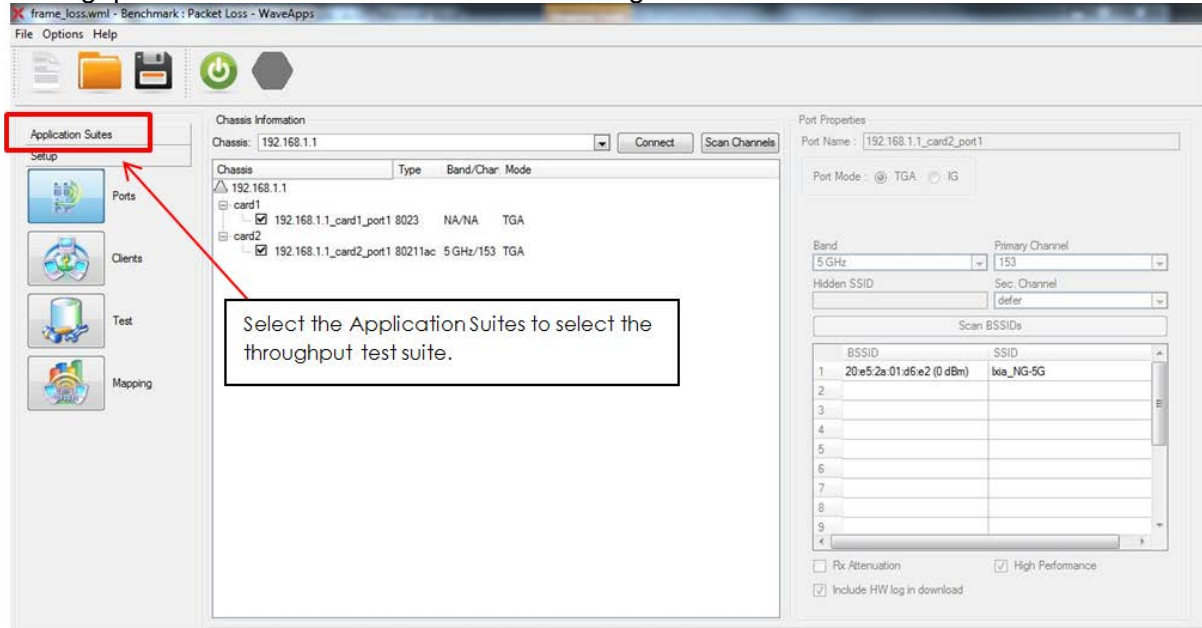 frame_loss.wml - Benchmark : Packet Loss - WaveApps
File Options Help
Application Suites
Setup
Ports
Clients
Test
Mapping
Chassis Information
Chassis: 192.168.1.1 Connect Scan Channels
Chassis Type Band/Char Mode
192.168.1.1
card1
192.168.1.1_card1_port1 8023 NA/NA TGA
card2
192.168.1.1_card2_port1 80211ac 5 GHz/153 TGA
Select the Application Suites to select the
throughput test suite.
Port Properties
Port Name : 192.168.1.1_card2_port1
Port Mode : TGA IG
Band Primary Channel
5 GHz 153
Hidden SSID Sec. Channel
defer
Scan BSSIDs
BSSID SSID
1 20:e5:2a:01:d6:e2 (0 dBm) Ixia_NG-5G
2
3
4
5
6
7
8
9
Rx Attenuation High Performance
Include HW log in download